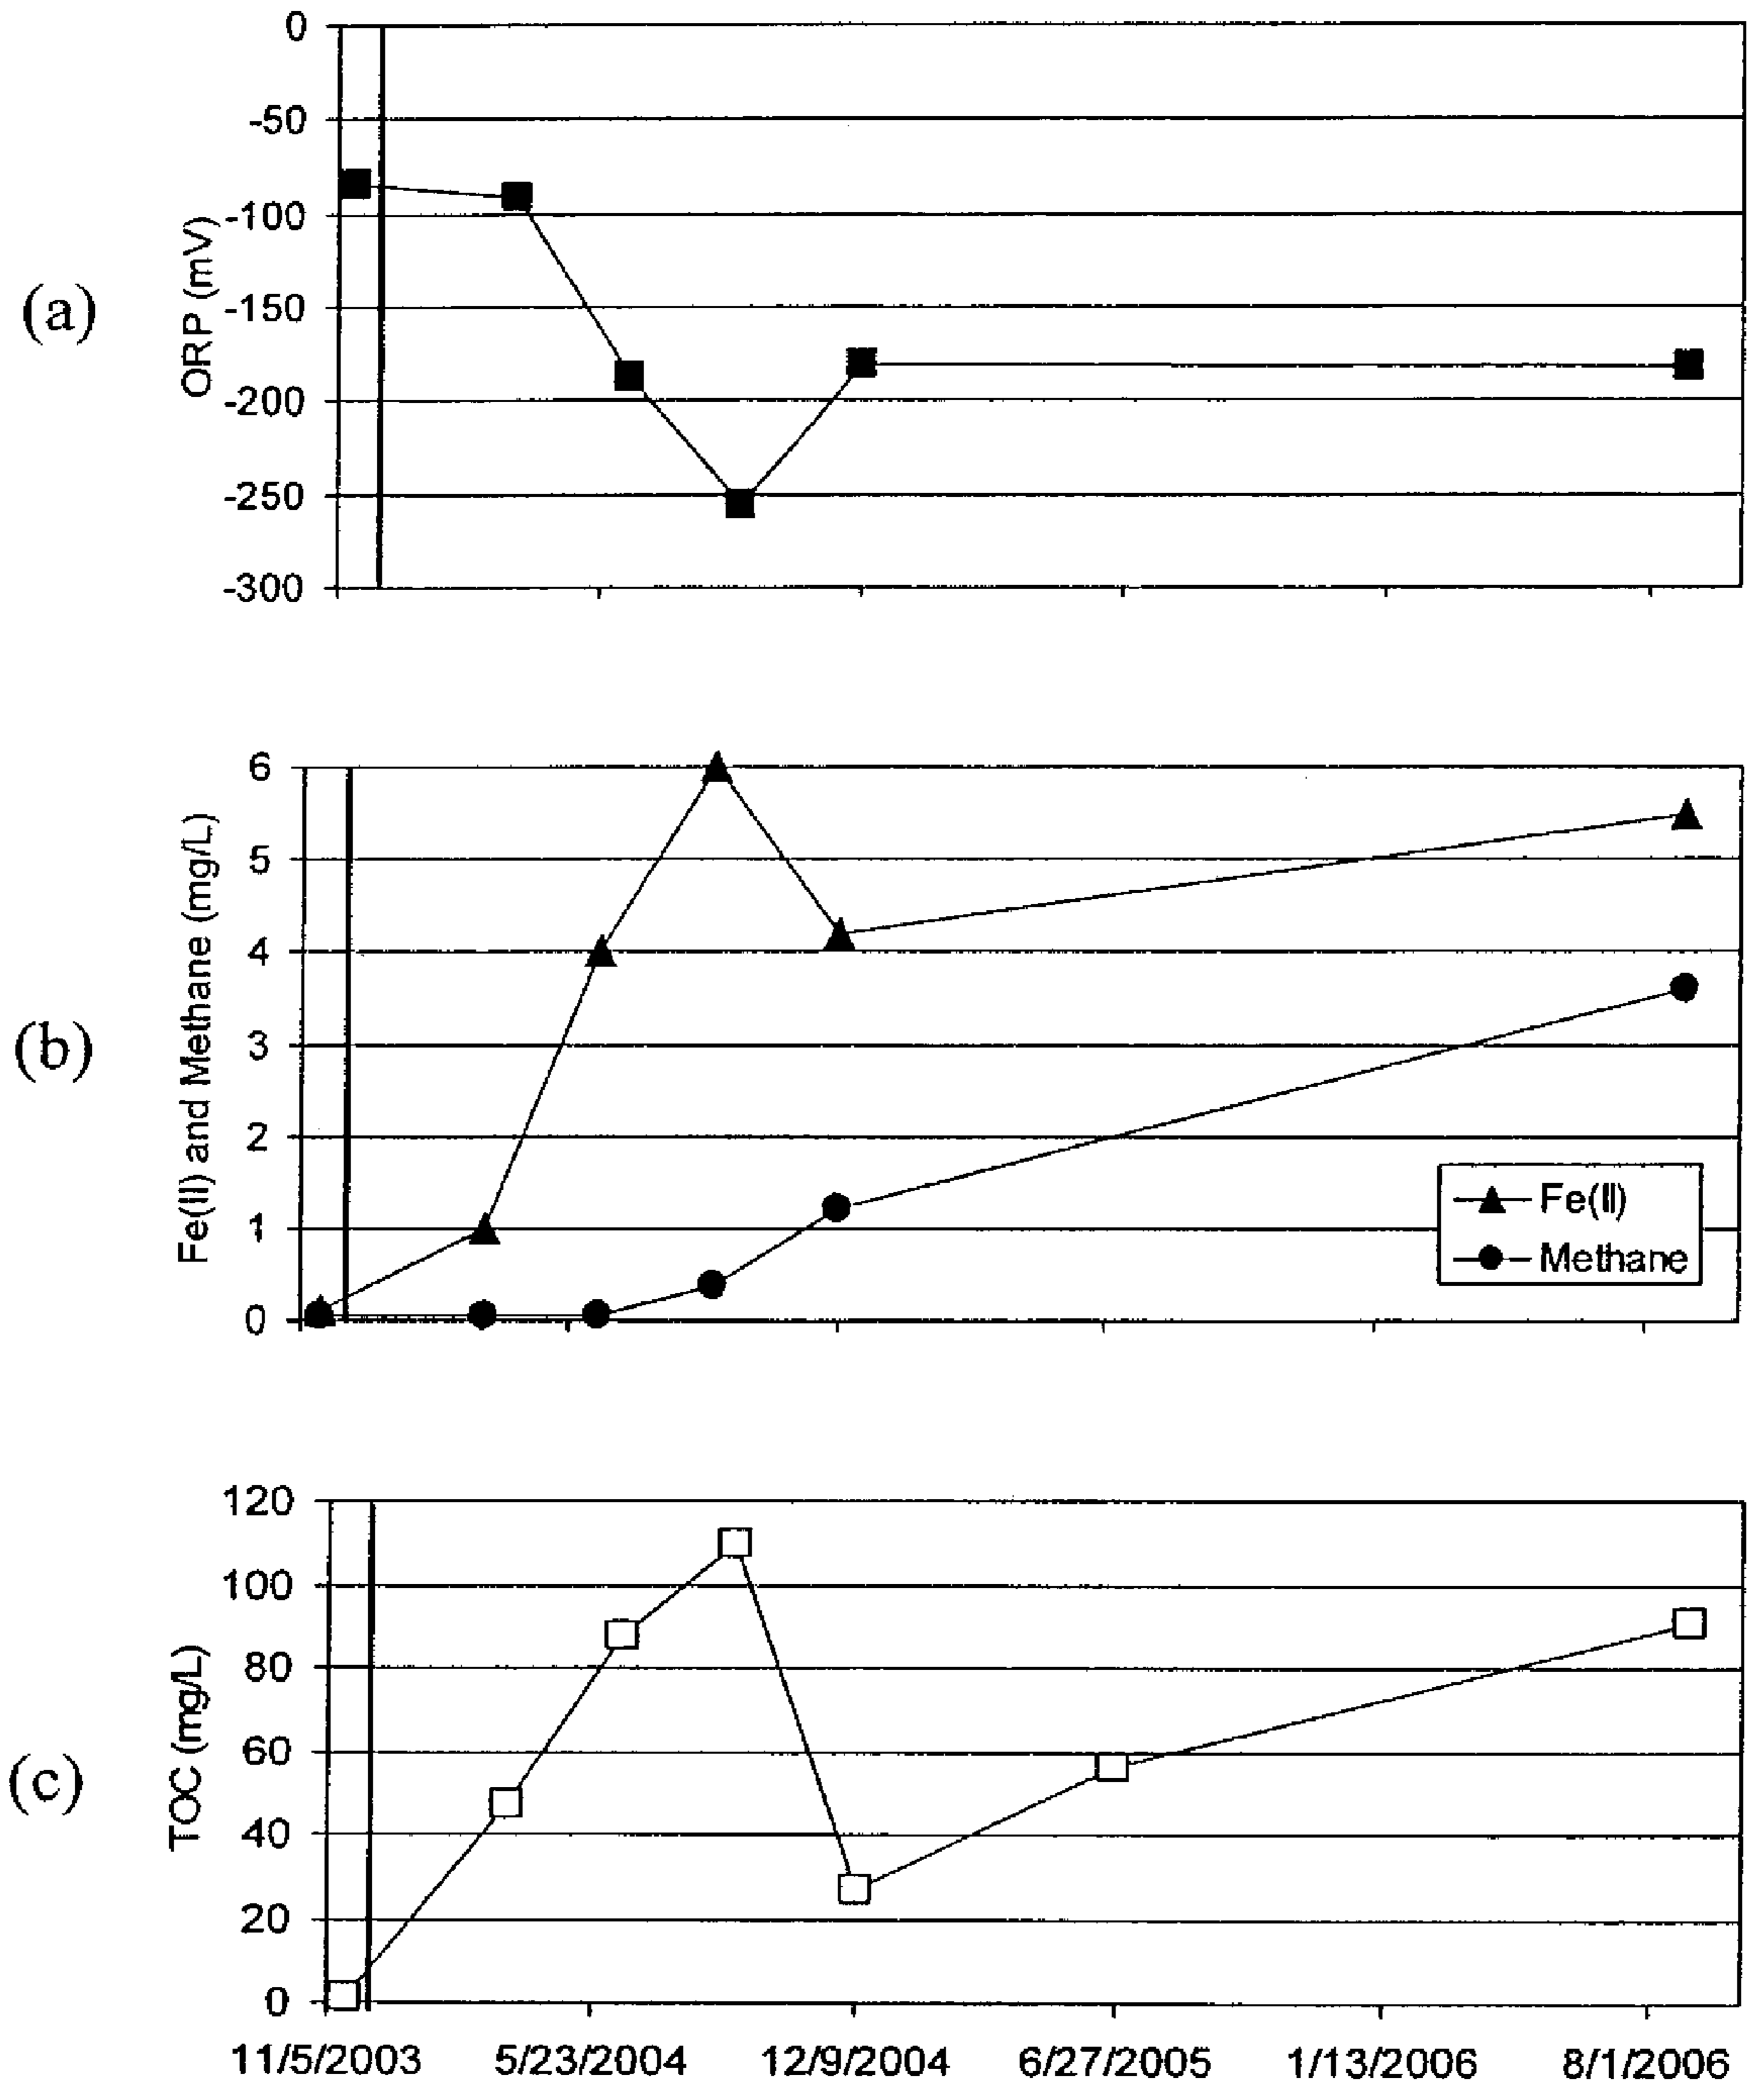 (a)
ORP (mV)
0
-50
-100
-150
-200
-250
-300
(b)
Fe(II) and Methane (mg/L)
6
5
4
3
2
1
0
Fe(II)
Methane
(c)
TOC (mg/L)
120
100
80
60
40
20
0
11/5/2003 5/23/2004 12/9/2004 6/27/2005 1/13/2006 8/1/2006